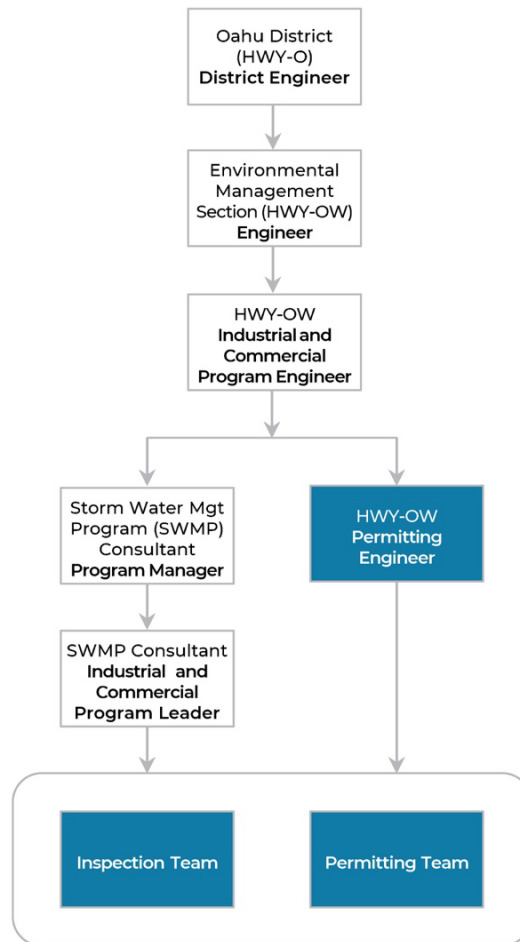 Oahu District
(HWY-O)
District Engineer
Environmental
Management
Section (HWY-OW)
Engineer
HWY-OW
Industrial and
Commercial
Program Engineer
Storm Water Mgt
Program (SWMP)
Consultant
Program Manager
HWY-OW
Permitting
Engineer
SWMP Consultant
Industrial and
Commercial
Program Leader
Inspection Team
Permitting Team